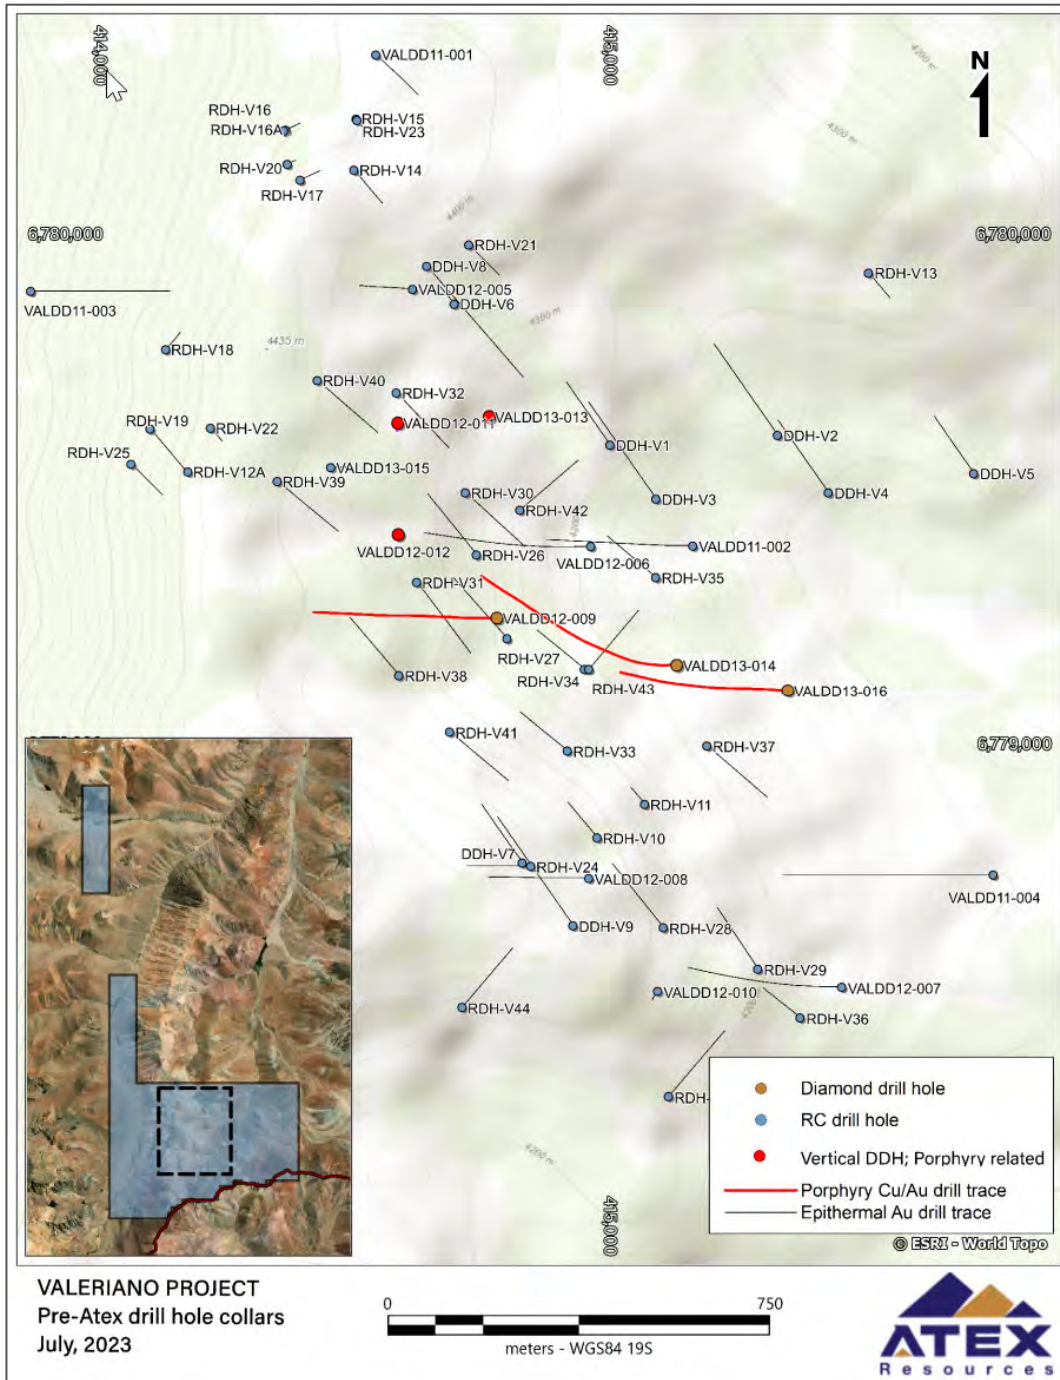 414,000
415,000
VALDD11-001
N
4200 m
RDH-V16
RDH-V15
RDH-V16A
RDH-V23
4300 m
RDH-V20
RDH-V14
RDH-V17
4400 m
6,780,000
6,780,000
RDH-V21
DDH-V8
RDH-V13
VALDD12-005
VALDD11-003
DDH-V6
4300 m
4435 m
RDH-V18
RDH-V40
RDH-V32
VALDD12-011
VALDD13-013
RDH-V19
RDH-V22
DDH-V1
DDH-V2
RDH-V25
RDH-V12A
VALDD13-015
DDH-V5
RDH-V39
RDH-V30
DDH-V3
DDH-V4
RDH-V42
VALDD12-012
VALDD11-002
RDH-V26
VALDD12-006
RDH-V31
RDH-V35
VALDD12-009
RDH-V27
VALDD13-014
RDH-V38
RDH-V34
RDH-V43
VALDD13-016
RDH-V41
RDH-V33
RDH-V37
6,779,000
RDH-V11
RDH-V10
DDH-V7
RDH-V24
VALDD12-008
VALDD11-004
DDH-V9
RDH-V28
RDH-V29
RDH-V44
VALDD12-010
VALDD12-007
RDH-V36
RDH-
4200 m
415,000
Diamond drill hole
RC drill hole
Vertical DDH; Porphyry related
Porphyry Cu/Au drill trace
Epithermal Au drill trace
© ESRI - World Topo
VALERIANO PROJECT
Pre-Atex drill hole collars
July, 2023
0
750
meters - WGS84 19S
ATEX
Resources